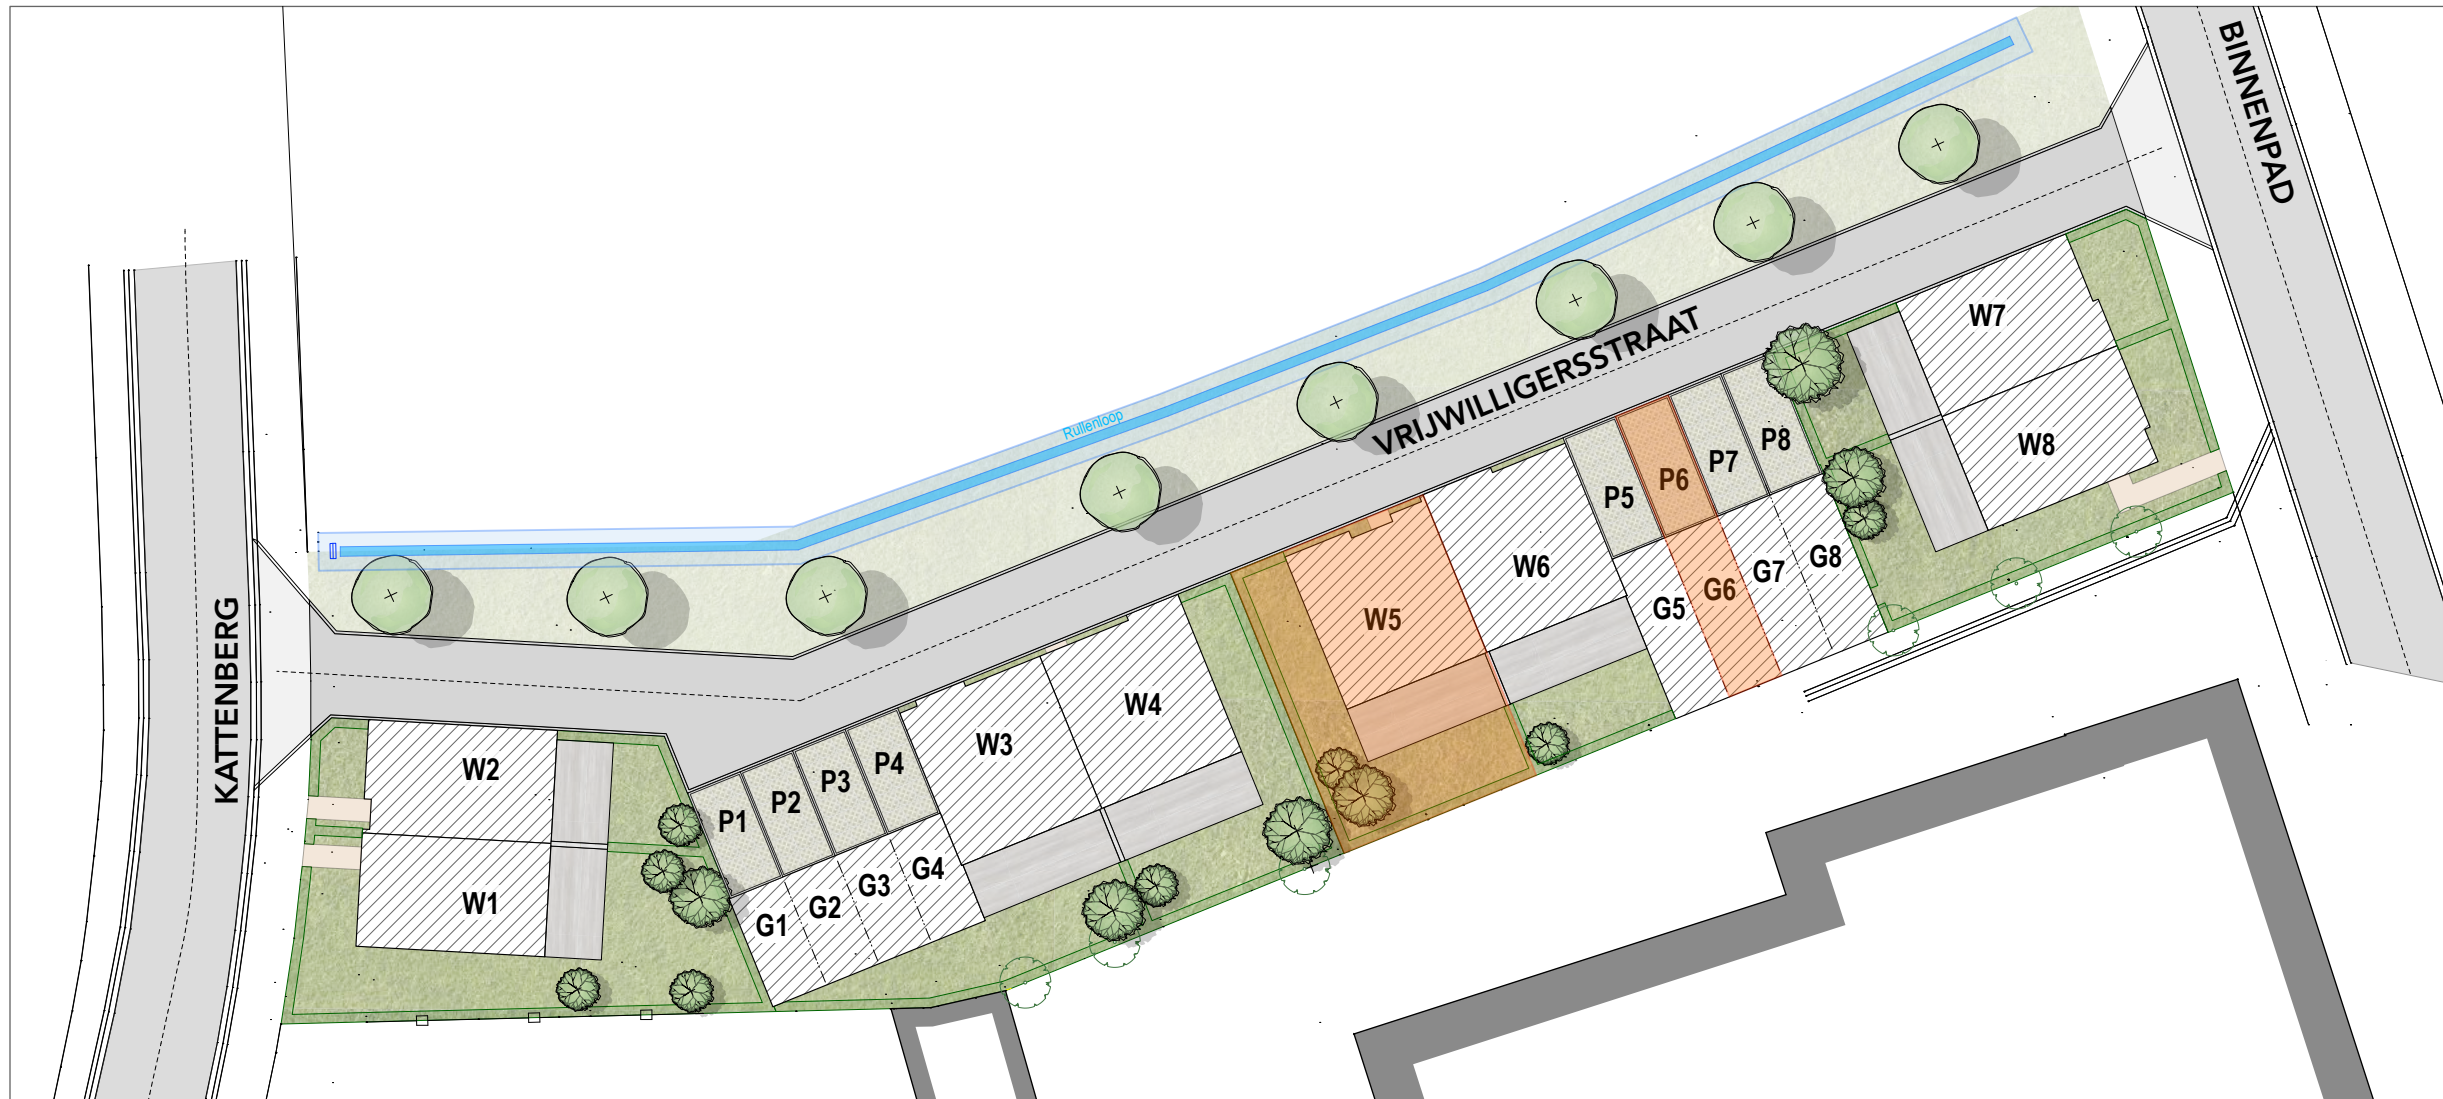 BINNENPAD
Rullenloop
VRIJWILLIGERSSTRAAT
KATTENBERG
W7
W8
P8
P7
P6
P5
W6
W5
G8
G7
G6
G5
W4
W3
P4
P3
P2
P1
W2
W1
G4
G3
G2
G1